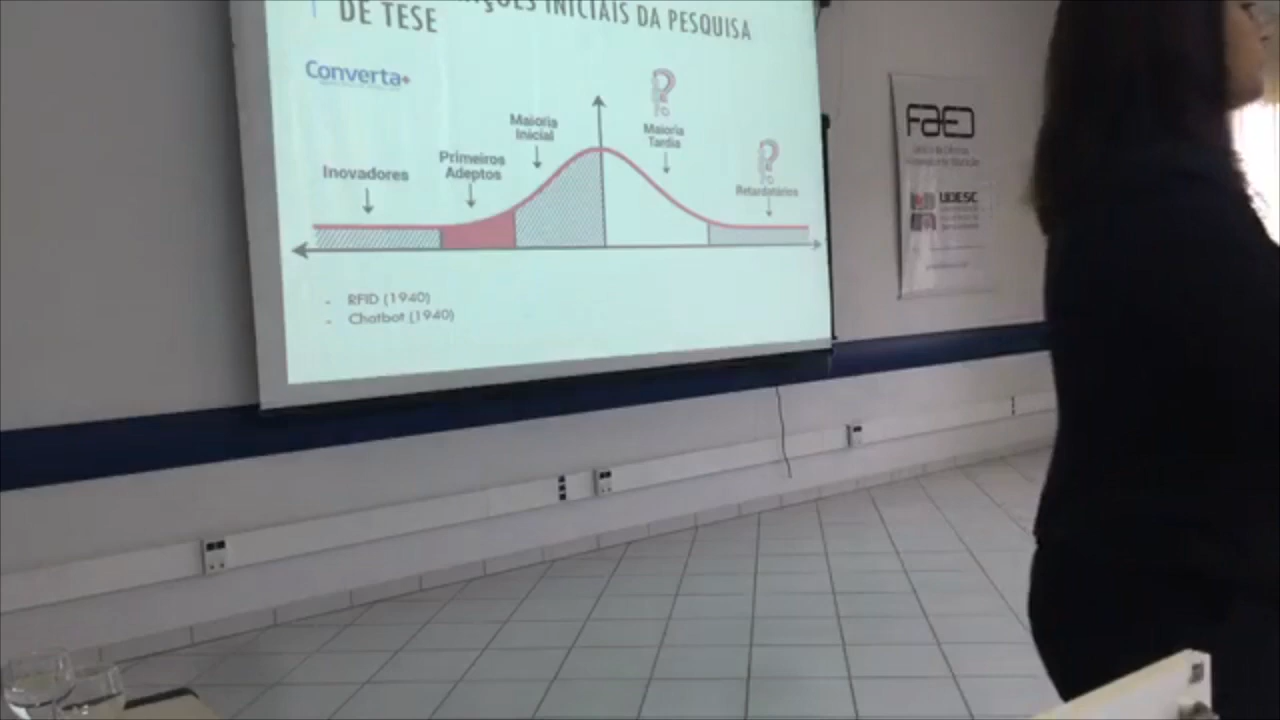 INICIAIS DA PESQUISA
DE TESE
Converta+
Inovadores
Primeiros
Adeptos
Maioria
Inicial
Maioria
Tardia
Retardatários
- RFID (1940)
- Chatbot (1940)
FAED
UDESC